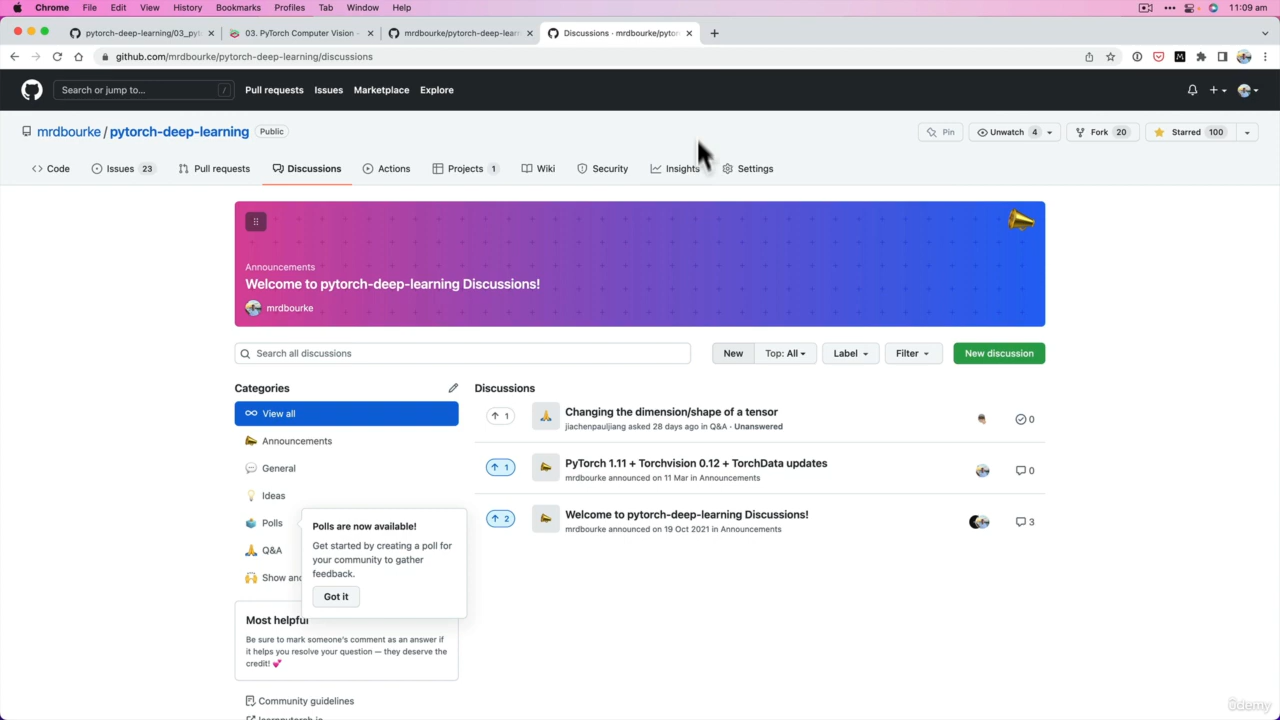 Chrome File Edit View History Bookmarks Profiles Tab Window Help 11:09 am
pytorch-deep-learning/03_pyt 03. PyTorch Computer Vision - mrdbourke/pytorch-deep-learn Discussions · mrdbourke/pytor
github.com/mrdbourke/pytorch-deep-learning/discussions
Search or jump to... / Pull requests Issues Marketplace Explore
mrdbourke / pytorch-deep-learning Public Pin Unwatch 4 Fork 20 Starred 100
Code Issues 23 Pull requests Discussions Actions Projects 1 Wiki Security Insights Settings
Announcements
Welcome to pytorch-deep-learning Discussions!
mrdbourke
Search all discussions New Top: All Label Filter New discussion
Categories
View all
Announcements
General
Ideas
Polls
Q&A
Show and
Polls are now available!
Get started by creating a poll for
your community to gather
feedback.
Got it
Most helpful
Be sure to mark someone's comment as an answer if
it helps you resolve your question — they deserve the
credit! 💕
Community guidelines
learnpytorch.io
Discussions
1 Changing the dimension/shape of a tensor 0
jiachenpauljiang asked 28 days ago in Q&A · Unanswered
1 PyTorch 1.11 + Torchvision 0.12 + TorchData updates 0
mrdbourke announced on 11 Mar in Announcements
2 Welcome to pytorch-deep-learning Discussions! 3
mrdbourke announced on 19 Oct 2021 in Announcements
ûdemy